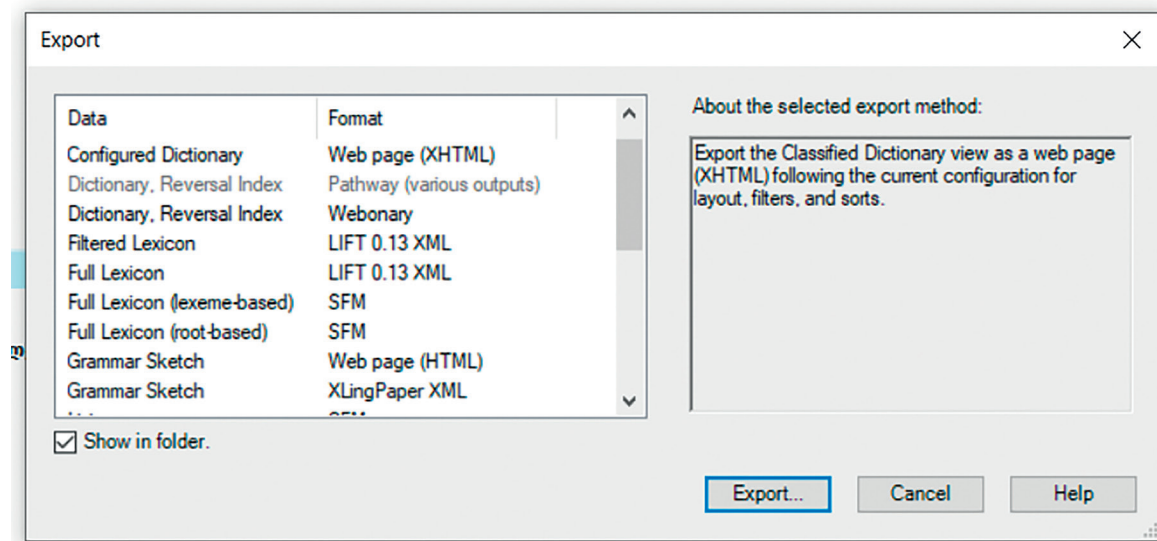 Export
Data Format
Configured Dictionary Web page (XHTML)
Dictionary, Reversal Index Pathway (various outputs)
Dictionary, Reversal Index Webonary
Filtered Lexicon LIFT 0.13 XML
Full Lexicon LIFT 0.13 XML
Full Lexicon (lexeme-based) SFM
Full Lexicon (root-based) SFM
Grammar Sketch Web page (HTML)
Grammar Sketch XLingPaper XML
Show in folder.
About the selected export method:
Export the Classified Dictionary view as a web page
(XHTML) following the current configuration for
layout, filters, and sorts.
Export... Cancel Help